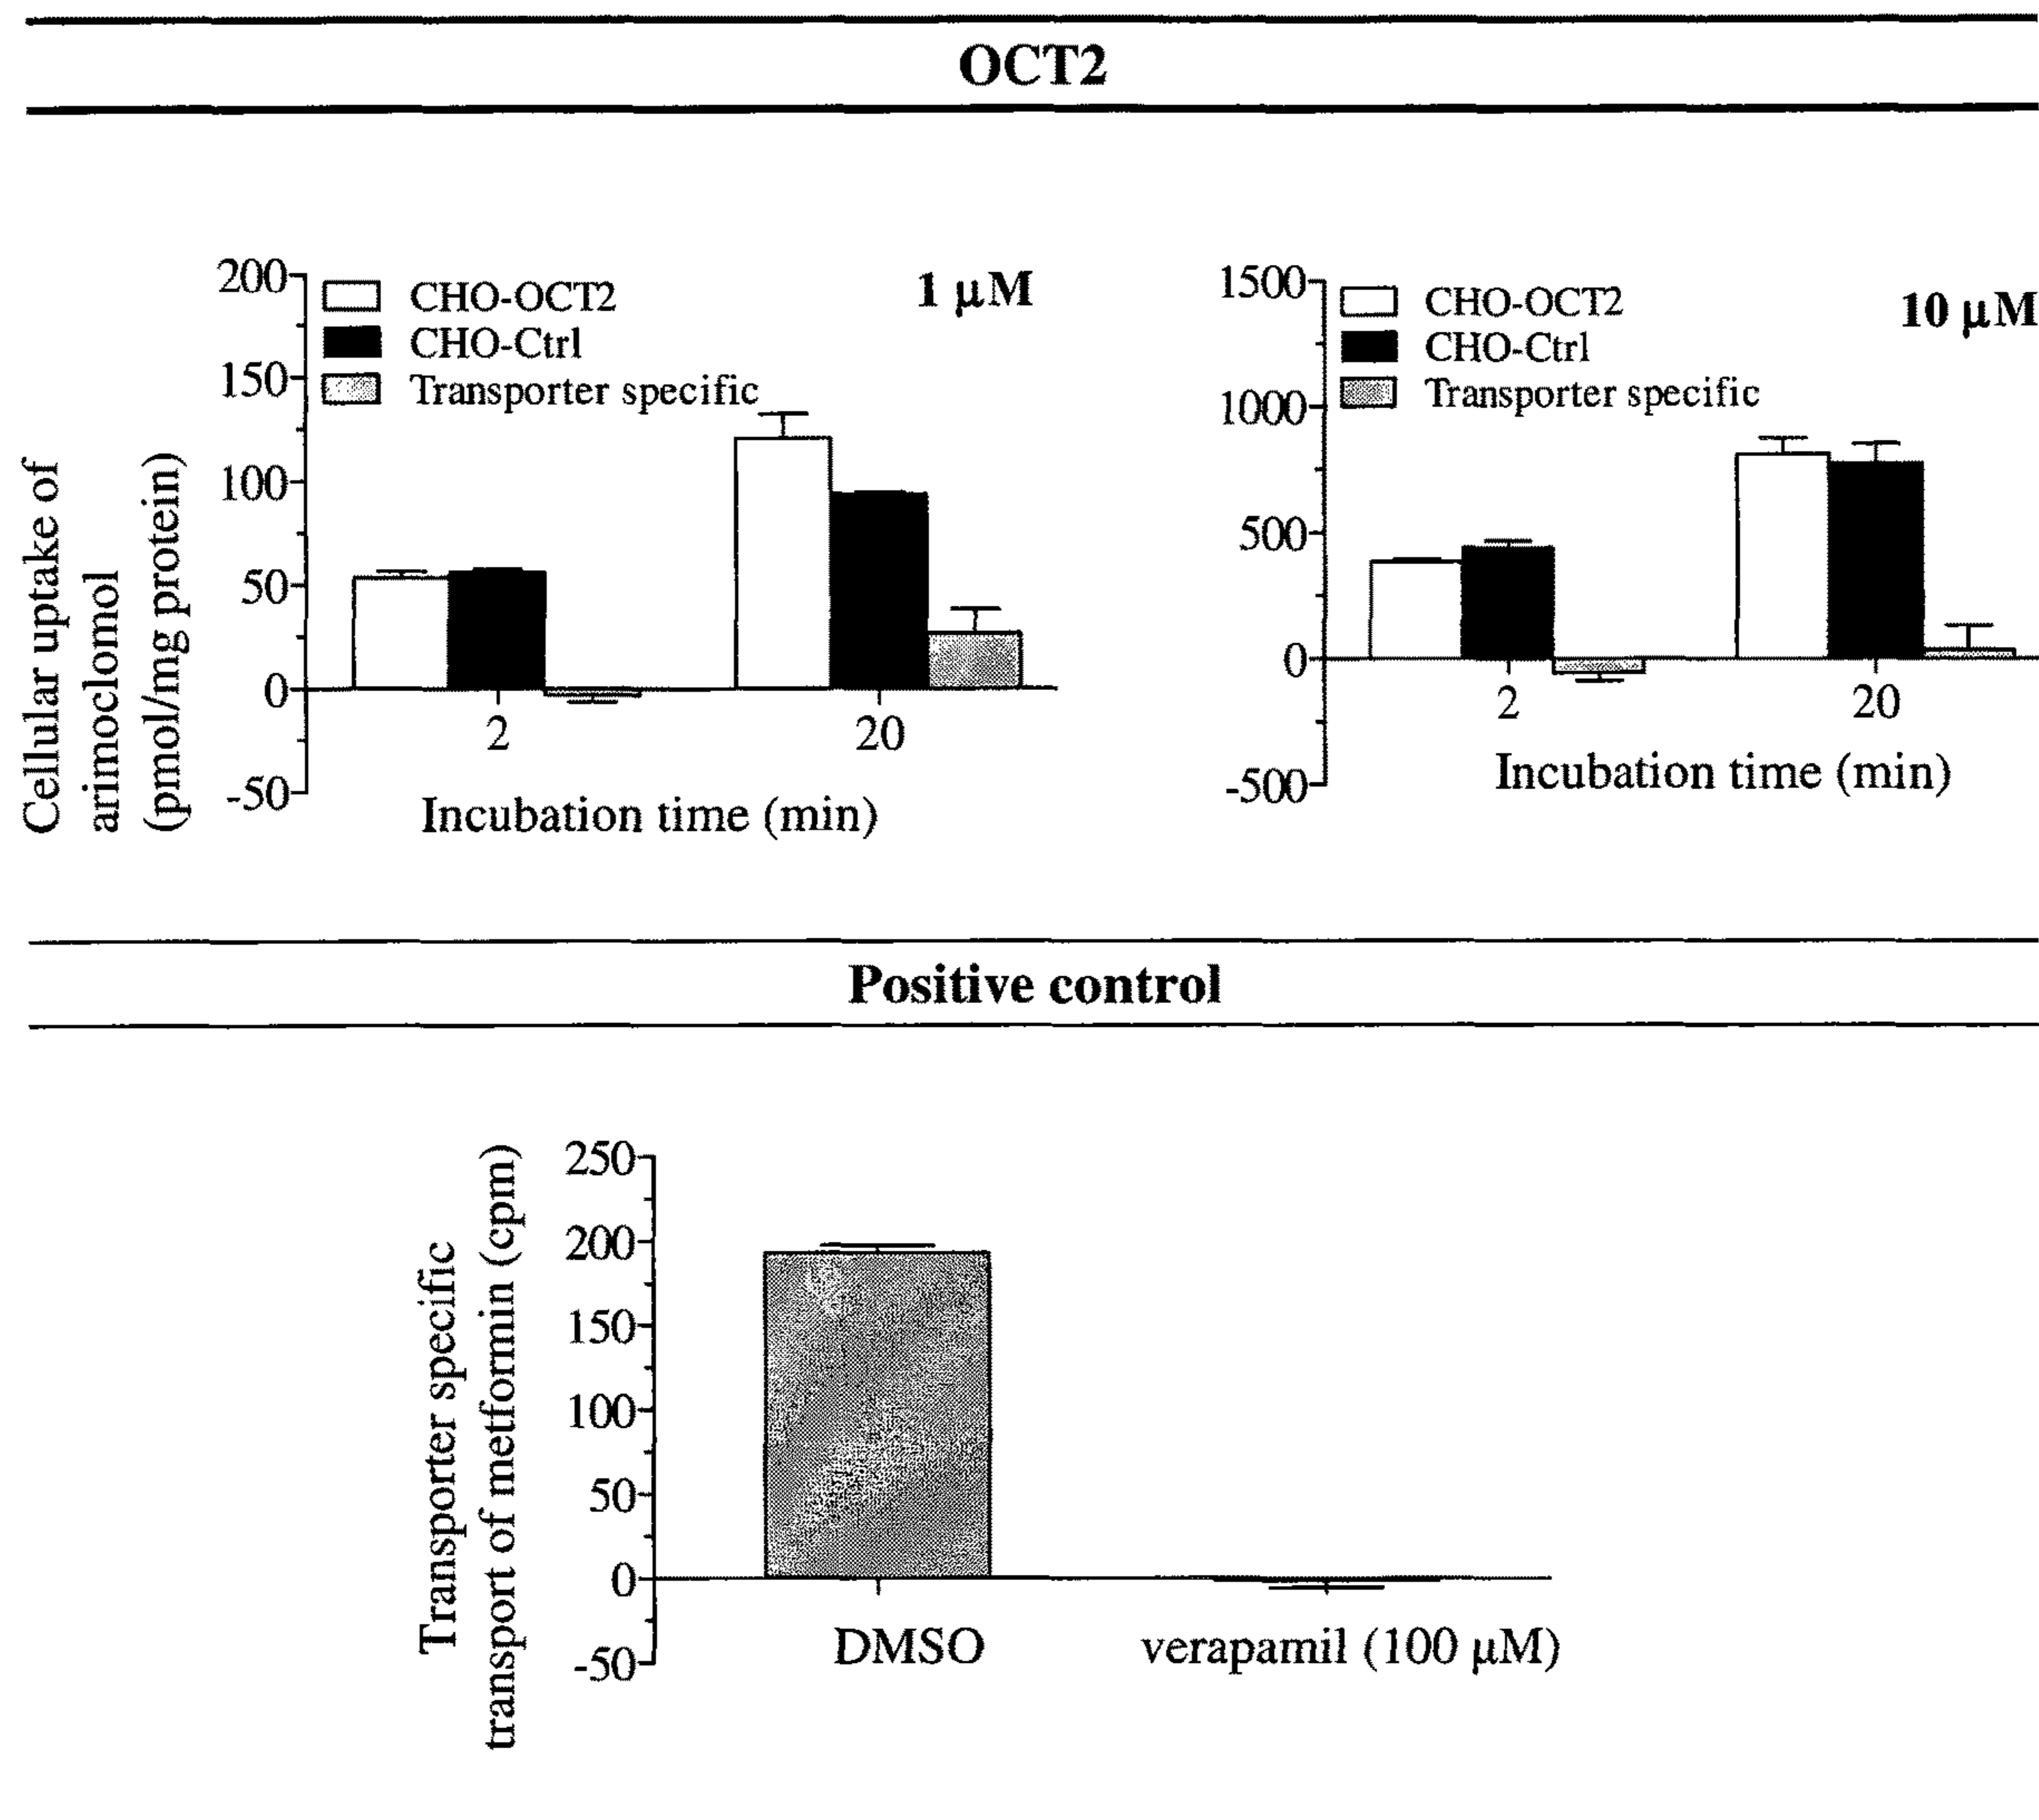 OCT2
Cellular uptake of
arimoclomol
(pmol/mg protein)
200
150
100
50
0
-50
CHO-OCT2
CHO-Ctrl
Transporter specific
1 μM
2
20
Incubation time (min)
1500
1000
500
0
-500
CHO-OCT2
CHO-Ctrl
Transporter specific
10 μM
2
20
Incubation time (min)
Positive control
Transporter specific
transport of metformin (cpm)
250
200
150
100
50
0
-50
DMSO
verapamil (100 μM)